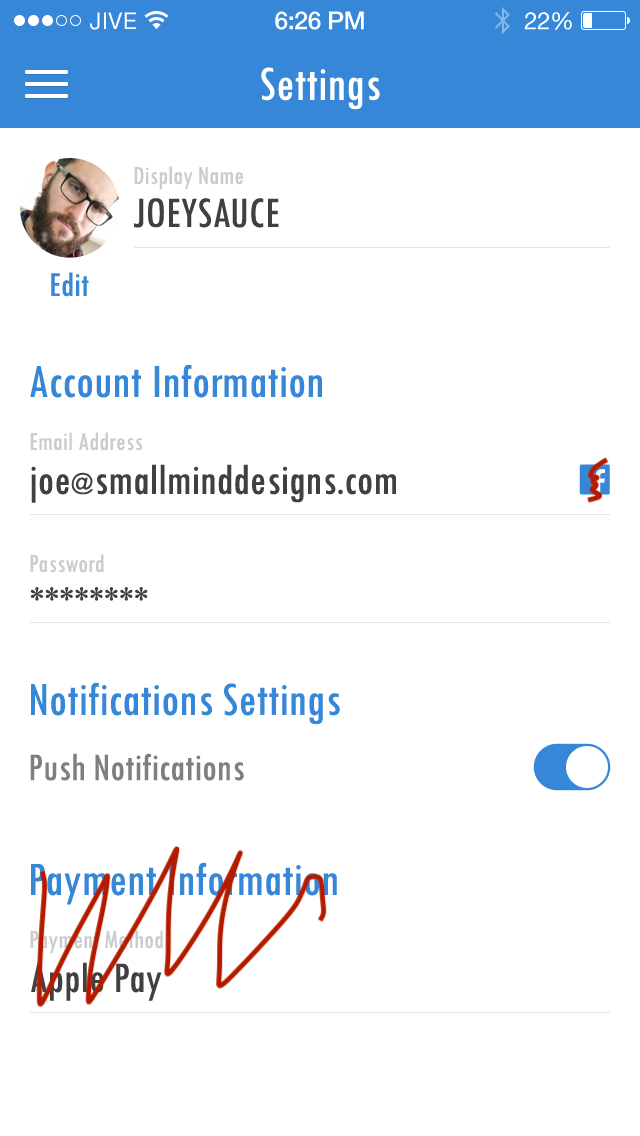 JIVE 6:26 PM 22%
Settings
Display Name
JOEYSAUCE
Edit
Account Information
Email Address
joe@smallminddesigns.com
f
Password
********
Notifications Settings
Push Notifications
Payment Information
Payment Method
Apple Pay